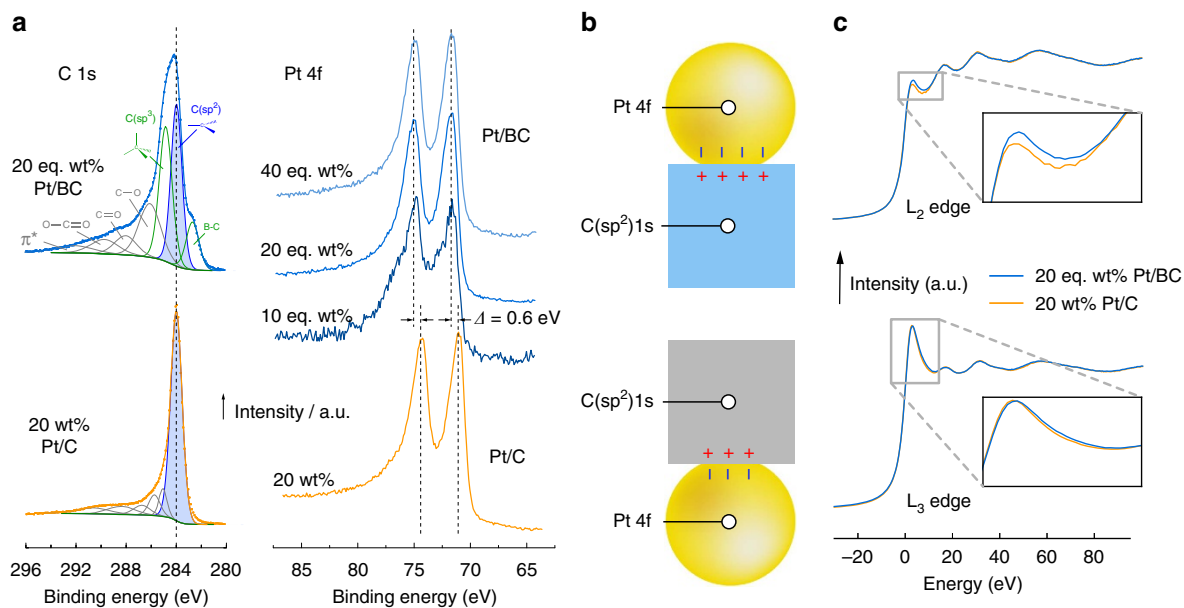 a
C 1s
C(sp³)
C(sp²)
20 eq. wt%
Pt/BC
C–O
C=O
O–C=O
π*
B-C
20 wt%
Pt/C
Intensity / a.u.
296 292 288 284 280
Binding energy (eV)
Pt 4f
Pt/BC
40 eq. wt%
20 eq. wt%
10 eq. wt%
Δ = 0.6 eV
Pt/C
20 wt%
85 80 75 70 65
Binding energy (eV)
b
Pt 4f
– – – –
+ + + +
C(sp²)1s
C(sp²)1s
+ + +
– – –
Pt 4f
c
L₂ edge
Intensity (a.u.)
20 eq. wt% Pt/BC
20 wt% Pt/C
L₃ edge
–20 0 20 40 60 80
Energy (eV)